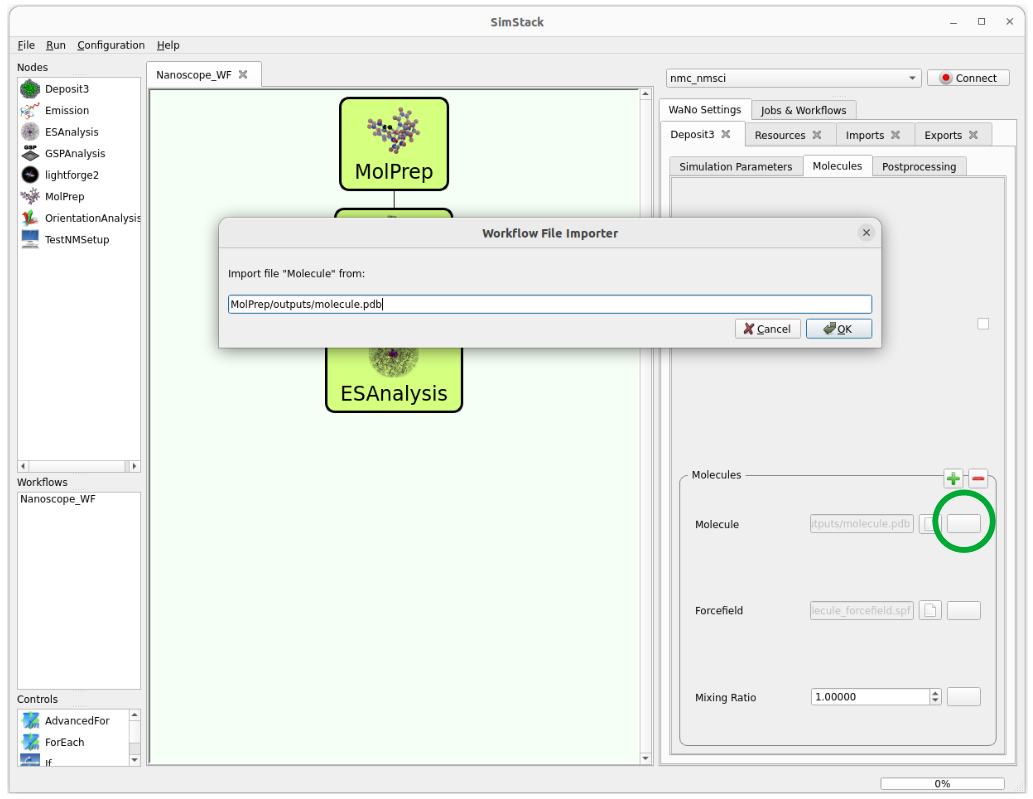 SimStack
File Run Configuration Help
Nodes
Deposit3
Emission
ESAnalysis
GSP
GSPAnalysis
lightforge2
MolPrep
OrientationAnalysis
TestNMSetup
Workflows
Nanoscope_WF
Controls
AdvancedFor
ForEach
If
Nanoscope_WF
MolPrep
ESAnalysis
Workflow File Importer
Import file "Molecule" from:
MolPrep/outputs/molecule.pdb
Cancel OK
nmc_nmsci Connect
WaNo Settings Jobs & Workflows
Deposit3 Resources Imports Exports
Simulation Parameters Molecules Postprocessing
Molecules
Molecule itputs/molecule.pdb
Forcefield lecule_forcefield.spf
Mixing Ratio 1.00000
0%